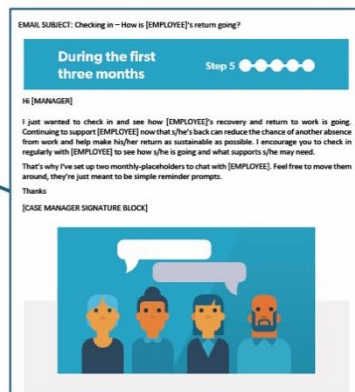 EMAIL SUBJECT: Checking in – How is [EMPLOYEE]'s return going?
During the first
three months
Step 5
Hi [MANAGER]
I just wanted to check in and see how [EMPLOYEE]'s recovery and return to work is going.
Continuing to support [EMPLOYEE] now that s/he's back can reduce the chance of another absence
from work and help make his/her return as sustainable as possible. I encourage you to check in
regularly with [EMPLOYEE] to see how s/he is going and what supports s/he may need.
That's why I've set up two monthly-placeholders to chat with [EMPLOYEE]. Feel free to move them
around, they're just meant to be simple reminder prompts.
Thanks
[CASE MANAGER SIGNATURE BLOCK]